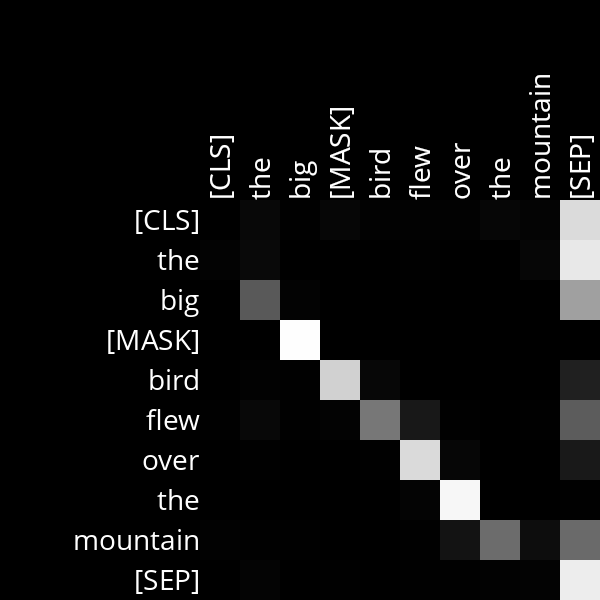 [CLS] the big [MASK] bird flew over the mountain [SEP]
[CLS]
the
big
[MASK]
bird
flew
over
the
mountain
[SEP]